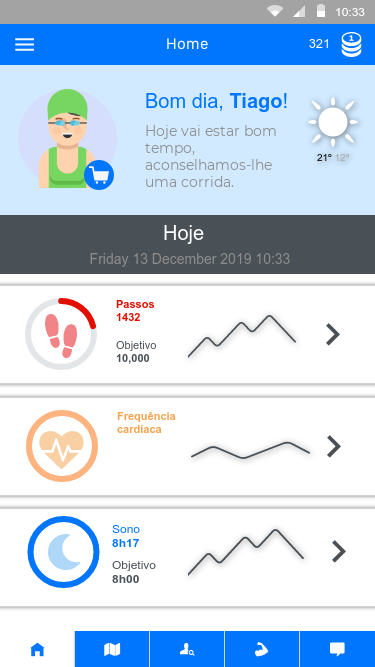 10:33
Home
321
1
Bom dia, Tiago!
Hoje vai estar bom
tempo,
aconselhamos-lhe
uma corrida.
21° 12°
Hoje
Friday 13 December 2019 10:33
Passos
1432
Objetivo
10,000
Frequência
cardíaca
Sono
8h17
Objetivo
8h00